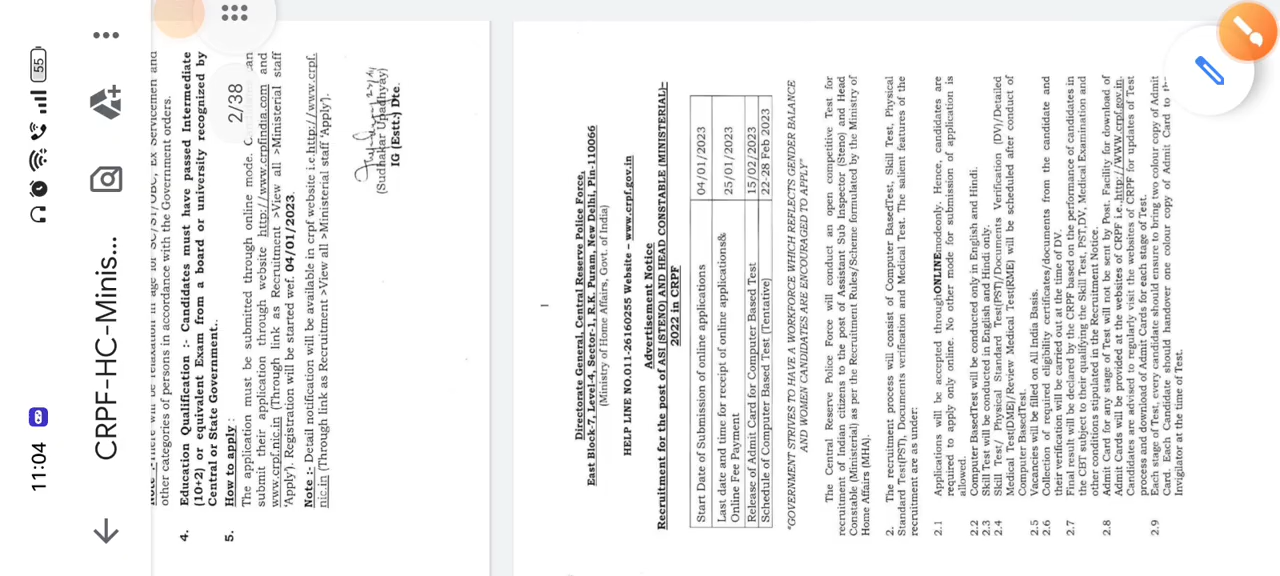 11:04
55
CRPF-HC-Minis...
2/38
other categories of persons in accordance with the Government orders.
4. Education Qualification :- Candidates must have passed Intermediate
(10+2) or equivalent Exam from a board or university recognized by
Central or State Government.
5. How to apply :
The application must be submitted through online mode.
submit their application through website http://www.crpfindia.com and
www.crpf.nic.in (Through link as Recruitment >View all >Ministerial staff
'Apply'). Registration will be started wef. 04/01/2023.
Note :- Detail notification will be available in crpf website i.e.http://www.crpf.
nic.in (Through link as Recruitment >View all >Ministerial staff 'Apply').
(Sudhakar Upadhyay)
IG (Estt.) Dte.
1
Directorate General, Central Reserve Police Force,
East Block-7, Level-4, Sector-1, R.K. Puram, New Delhi, Pin-110066
(Ministry of Home Affairs, Govt. of India)
HELP LINE NO.011-26160255 Website – www.crpf.gov.in
Advertisement Notice
Recruitment for the post of ASI (STENO) AND HEAD CONSTABLE (MINISTERIAL)-
2022 in CRPF
Start Date of Submission of online applications 04/01/2023
Last date and time for receipt of online applications& 25/01/2023
Online Fee Payment
Release of Admit Card for Computer Based Test 15/02/2023
Schedule of Computer Based Test (Tentative) 22-28 Feb 2023
"GOVERNMENT STRIVES TO HAVE A WORKFORCE WHICH REFLECTS GENDER BALANCE
AND WOMEN CANDIDATES ARE ENCOURAGED TO APPLY"
The Central Reserve Police Force will conduct an open competitive Test for
recruitment of Indian citizens to the post of Assistant Sub Inspector (Steno) and Head
Constable (Ministerial) as per the Recruitment Rules/Scheme formulated by the Ministry of
Home Affairs (MHA).
2. The recruitment process will consist of Computer BasedTest, Skill Test, Physical
Standard Test(PST), Documents verification and Medical Test. The salient features of the
recruitment are as under:
2.1 Applications will be accepted throughONLINEmodeonly. Hence, candidates are
required to apply only online. No other mode for submission of application is
allowed.
2.2 Computer BasedTest will be conducted only in English and Hindi.
2.3 Skill Test will be conducted in English and Hindi only.
2.4 Skill Test/ Physical Standard Test(PST)/Documents Verification (DV)/Detailed
Medical Test(DME)/Review Medical Test(RME) will be scheduled after conduct of
Computer BasedTest.
2.5 Vacancies will be filled on All India Basis.
2.6 Collection of required eligibility certificates/documents from the candidate and
their verification will be carried out at the time of DV.
2.7 Final result will be declared by the CRPF based on the performance of candidates in
the CBT subject to their qualifying the Skill Test, PST,DV, Medical Examination and
other conditions stipulated in the Recruitment Notice.
2.8 Admit Card for any stage of Test will not be sent by Post. Facility for download of
Admit Cards will be provided at the websites of CRPF i.e.,http://WWW.crpf.gov.in.
Candidates are advised to regularly visit the websites of CRPF for updates of Test
process and download of Admit Cards for each stage of Test.
2.9 Each stage of Test, every candidate should ensure to bring two colour copy of Admit
Card. Each Candidate should handover one colour copy of Admit Card to
Invigilator at the time of Test.